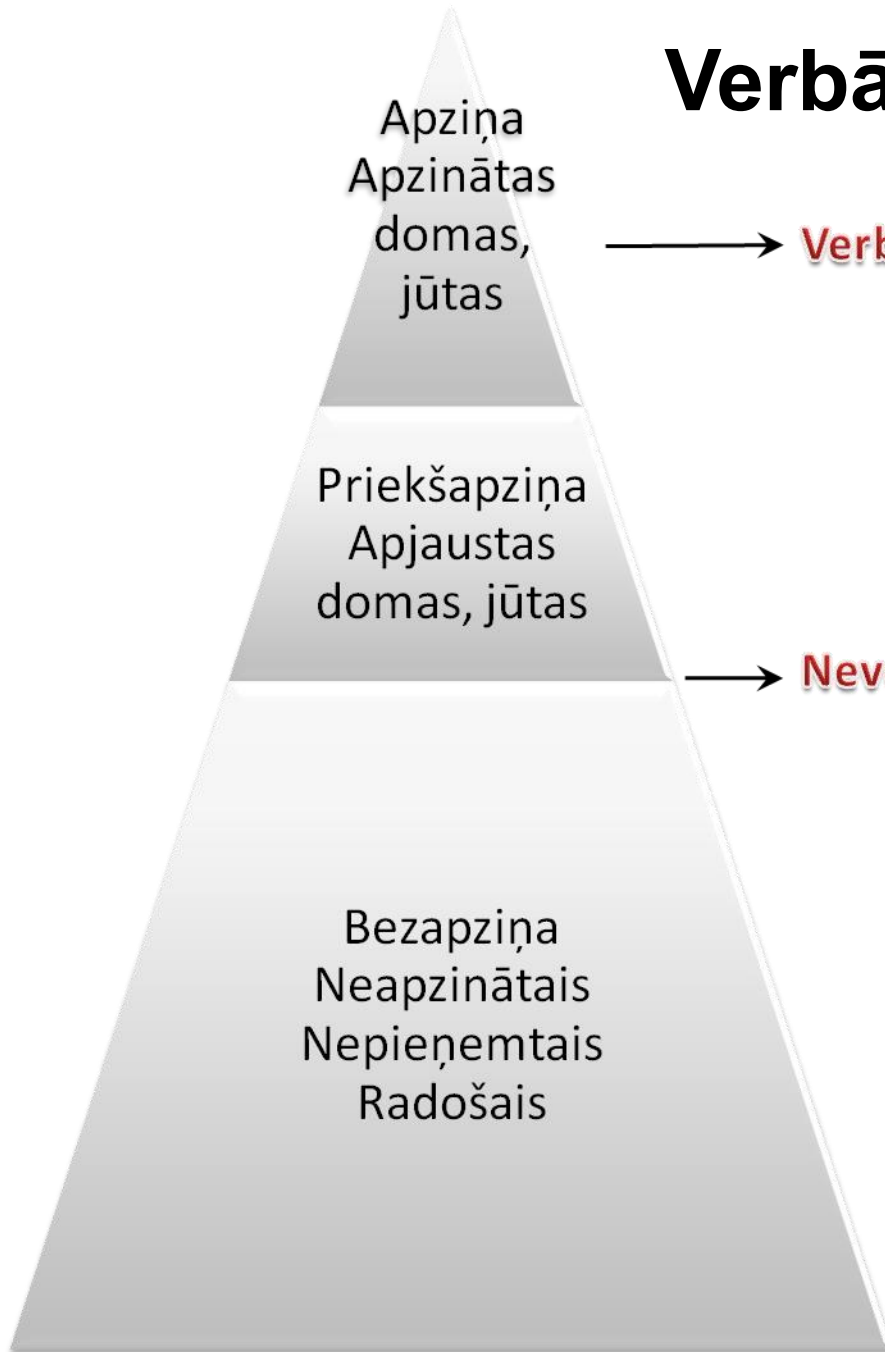 Verbā
Apziņa
Apzinātas
domas,
jūtas
Verb
Priekšapziņa
Apjaustas
domas, jūtas
Nev
Bezapziņa
Neapzinātais
Nepieņemtais
Radošais